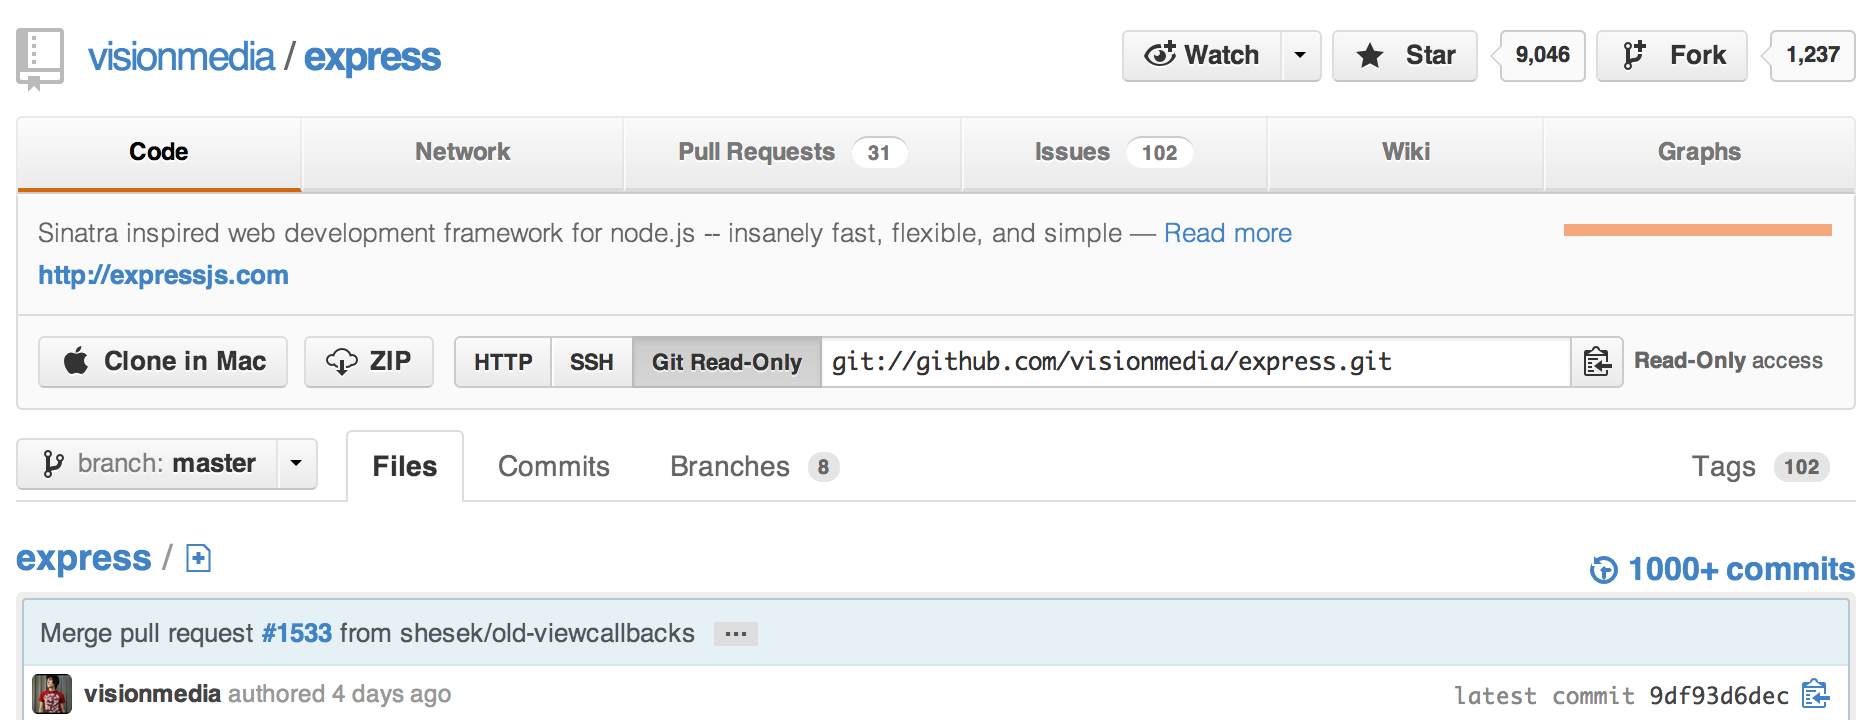 visionmedia / express
Watch
Star 9,046
Fork 1,237
Code
Network
Pull Requests 31
Issues 102
Wiki
Graphs
Sinatra inspired web development framework for node.js -- insanely fast, flexible, and simple — Read more
http://expressjs.com
Clone in Mac
ZIP
HTTP
SSH
Git Read-Only
git://github.com/visionmedia/express.git
Read-Only access
branch: master
Files
Commits
Branches 8
Tags 102
express /
1000+ commits
Merge pull request #1533 from shesek/old-viewcallbacks ...
visionmedia authored 4 days ago
latest commit 9df93d6dec